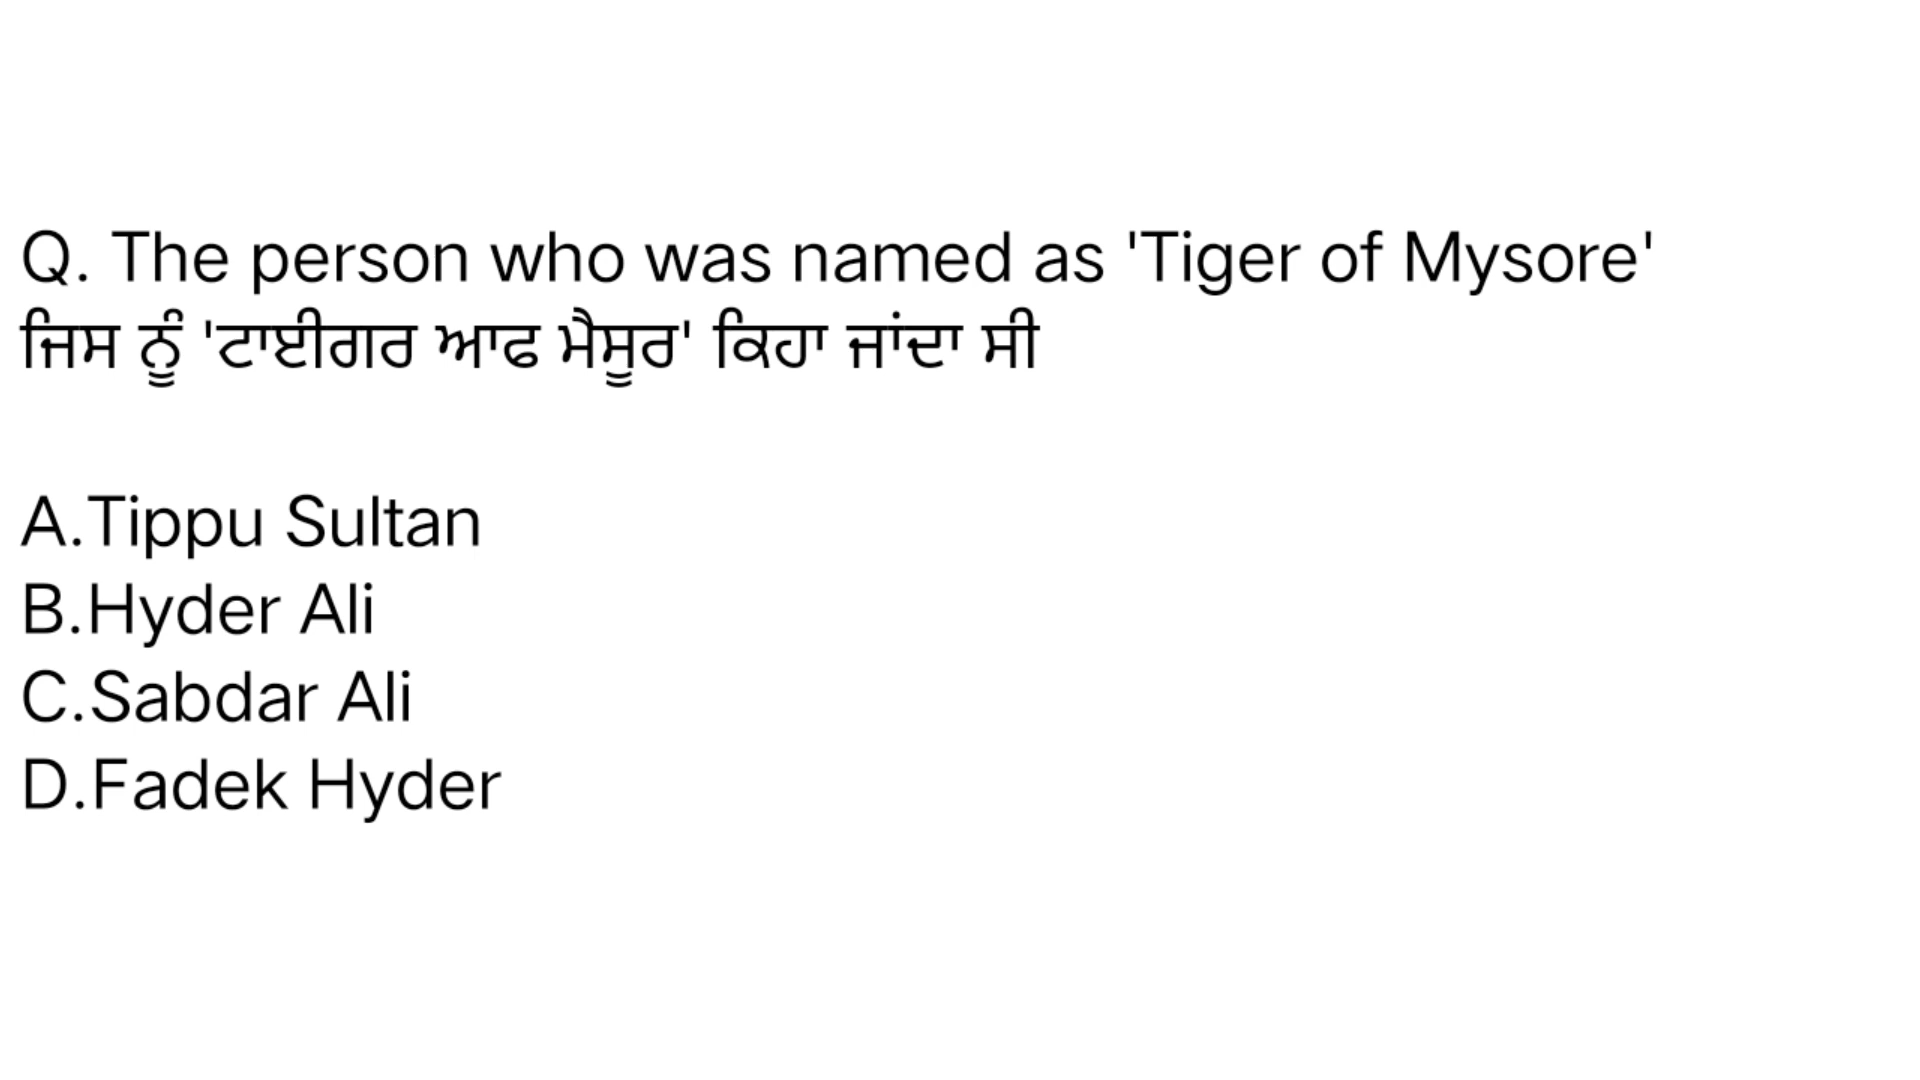 Q. The person who was named as 'Tiger of Mysore'
ਜਿਸ ਨੂੰ 'ਟਾਈਗਰ ਆਫ ਮੈਸੂਰ' ਕਿਹਾ ਜਾਂਦਾ ਸੀ
A.Tippu Sultan
B.Hyder Ali
C.Sabdar Ali
D.Fadek Hyder